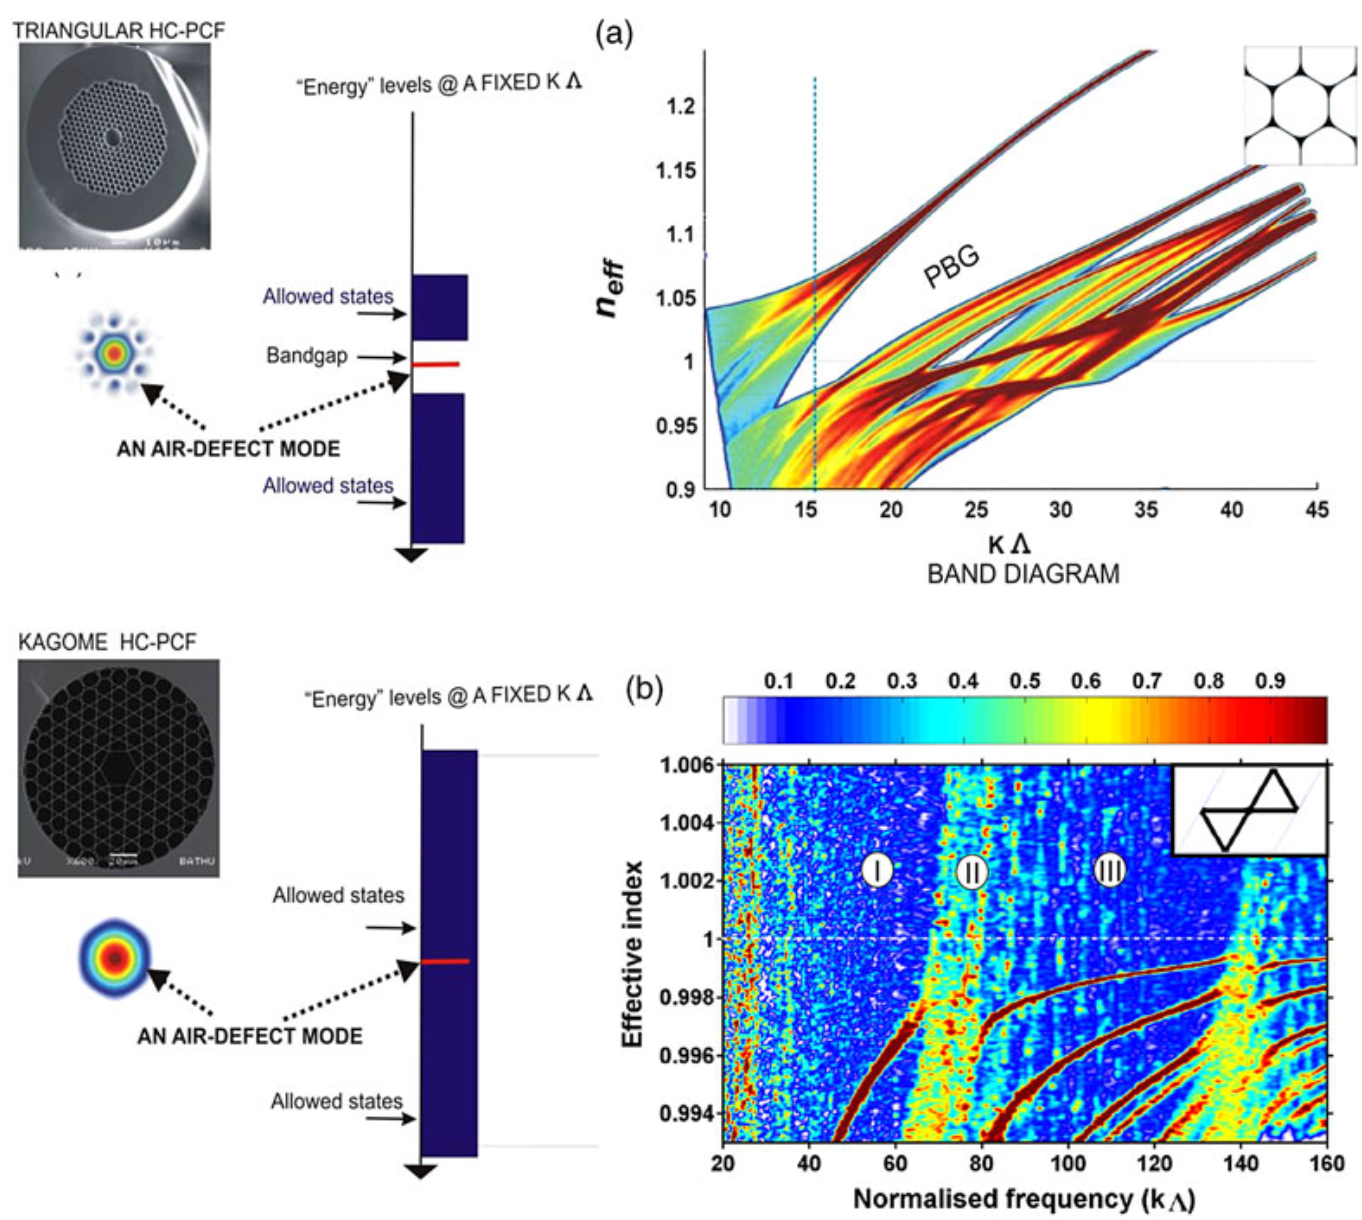 TRIANGULAR HC-PCF
10µm
"Energy" levels @ A FIXED K Λ
Allowed states
Bandgap
AN AIR-DEFECT MODE
Allowed states
(a)
1.2
1.15
1.1
1.05
1
0.95
0.9
neff
PBG
10 15 20 25 30 35 40 45
K Λ
BAND DIAGRAM
KAGOME HC-PCF
X600 20µm BATHU
"Energy" levels @ A FIXED K Λ
Allowed states
AN AIR-DEFECT MODE
Allowed states
(b)
0.1 0.2 0.3 0.4 0.5 0.6 0.7 0.8 0.9
1.006
1.004
1.002
1
0.998
0.996
0.994
Effective index
I II III
20 40 60 80 100 120 140 160
Normalised frequency (kΛ)